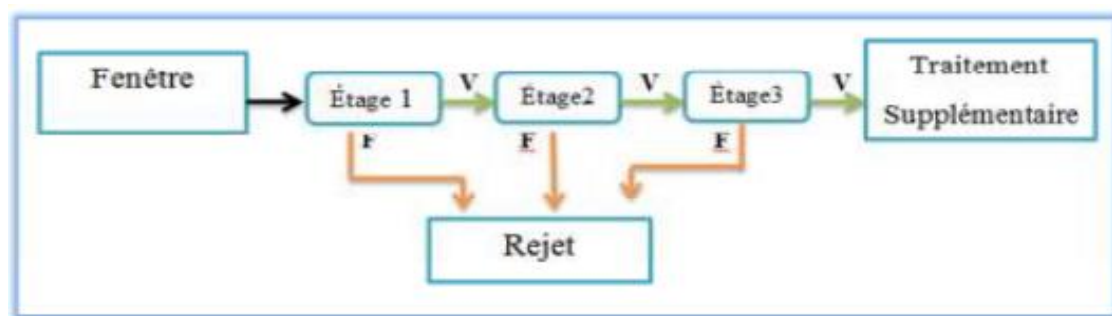 Fenêtre
Étage 1
V
Étage2
V
Étage3
V
Traitement
Supplémentaire
F
F
F
Rejet